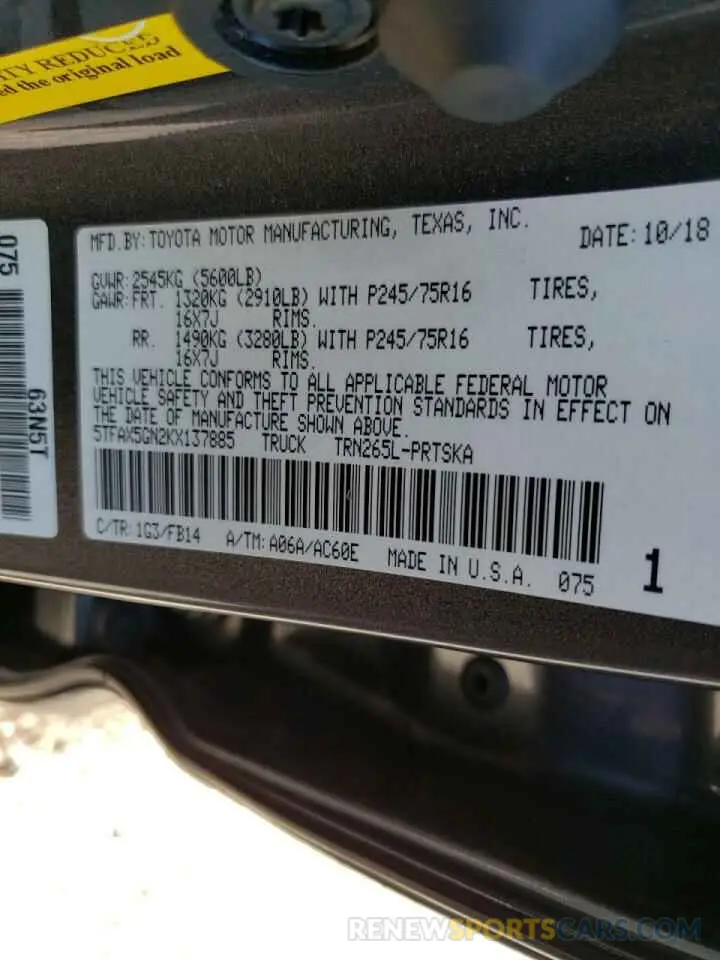 TY REDUCED
ed the original load
075
63N5T
MFD.BY:TOYOTA MOTOR MANUFACTURING, TEXAS, INC. DATE:10/18
GVWR:2545KG (5600LB)
GAWR:FRT. 1320KG (2910LB) WITH P245/75R16 TIRES,
16X7J RIMS.
RR. 1490KG (3280LB) WITH P245/75R16 TIRES,
16X7J RIMS.
THIS VEHICLE CONFORMS TO ALL APPLICABLE FEDERAL MOTOR
VEHICLE SAFETY AND THEFT PREVENTION STANDARDS IN EFFECT ON
THE DATE OF MANUFACTURE SHOWN ABOVE.
5TFAX5GN2KX137885 TRUCK TRN265L-PRTSKA
C/TR:1G3/FB14 A/TM:A06A/AC60E MADE IN U.S.A. 075 1
RENEWSPORTSCARS.COM